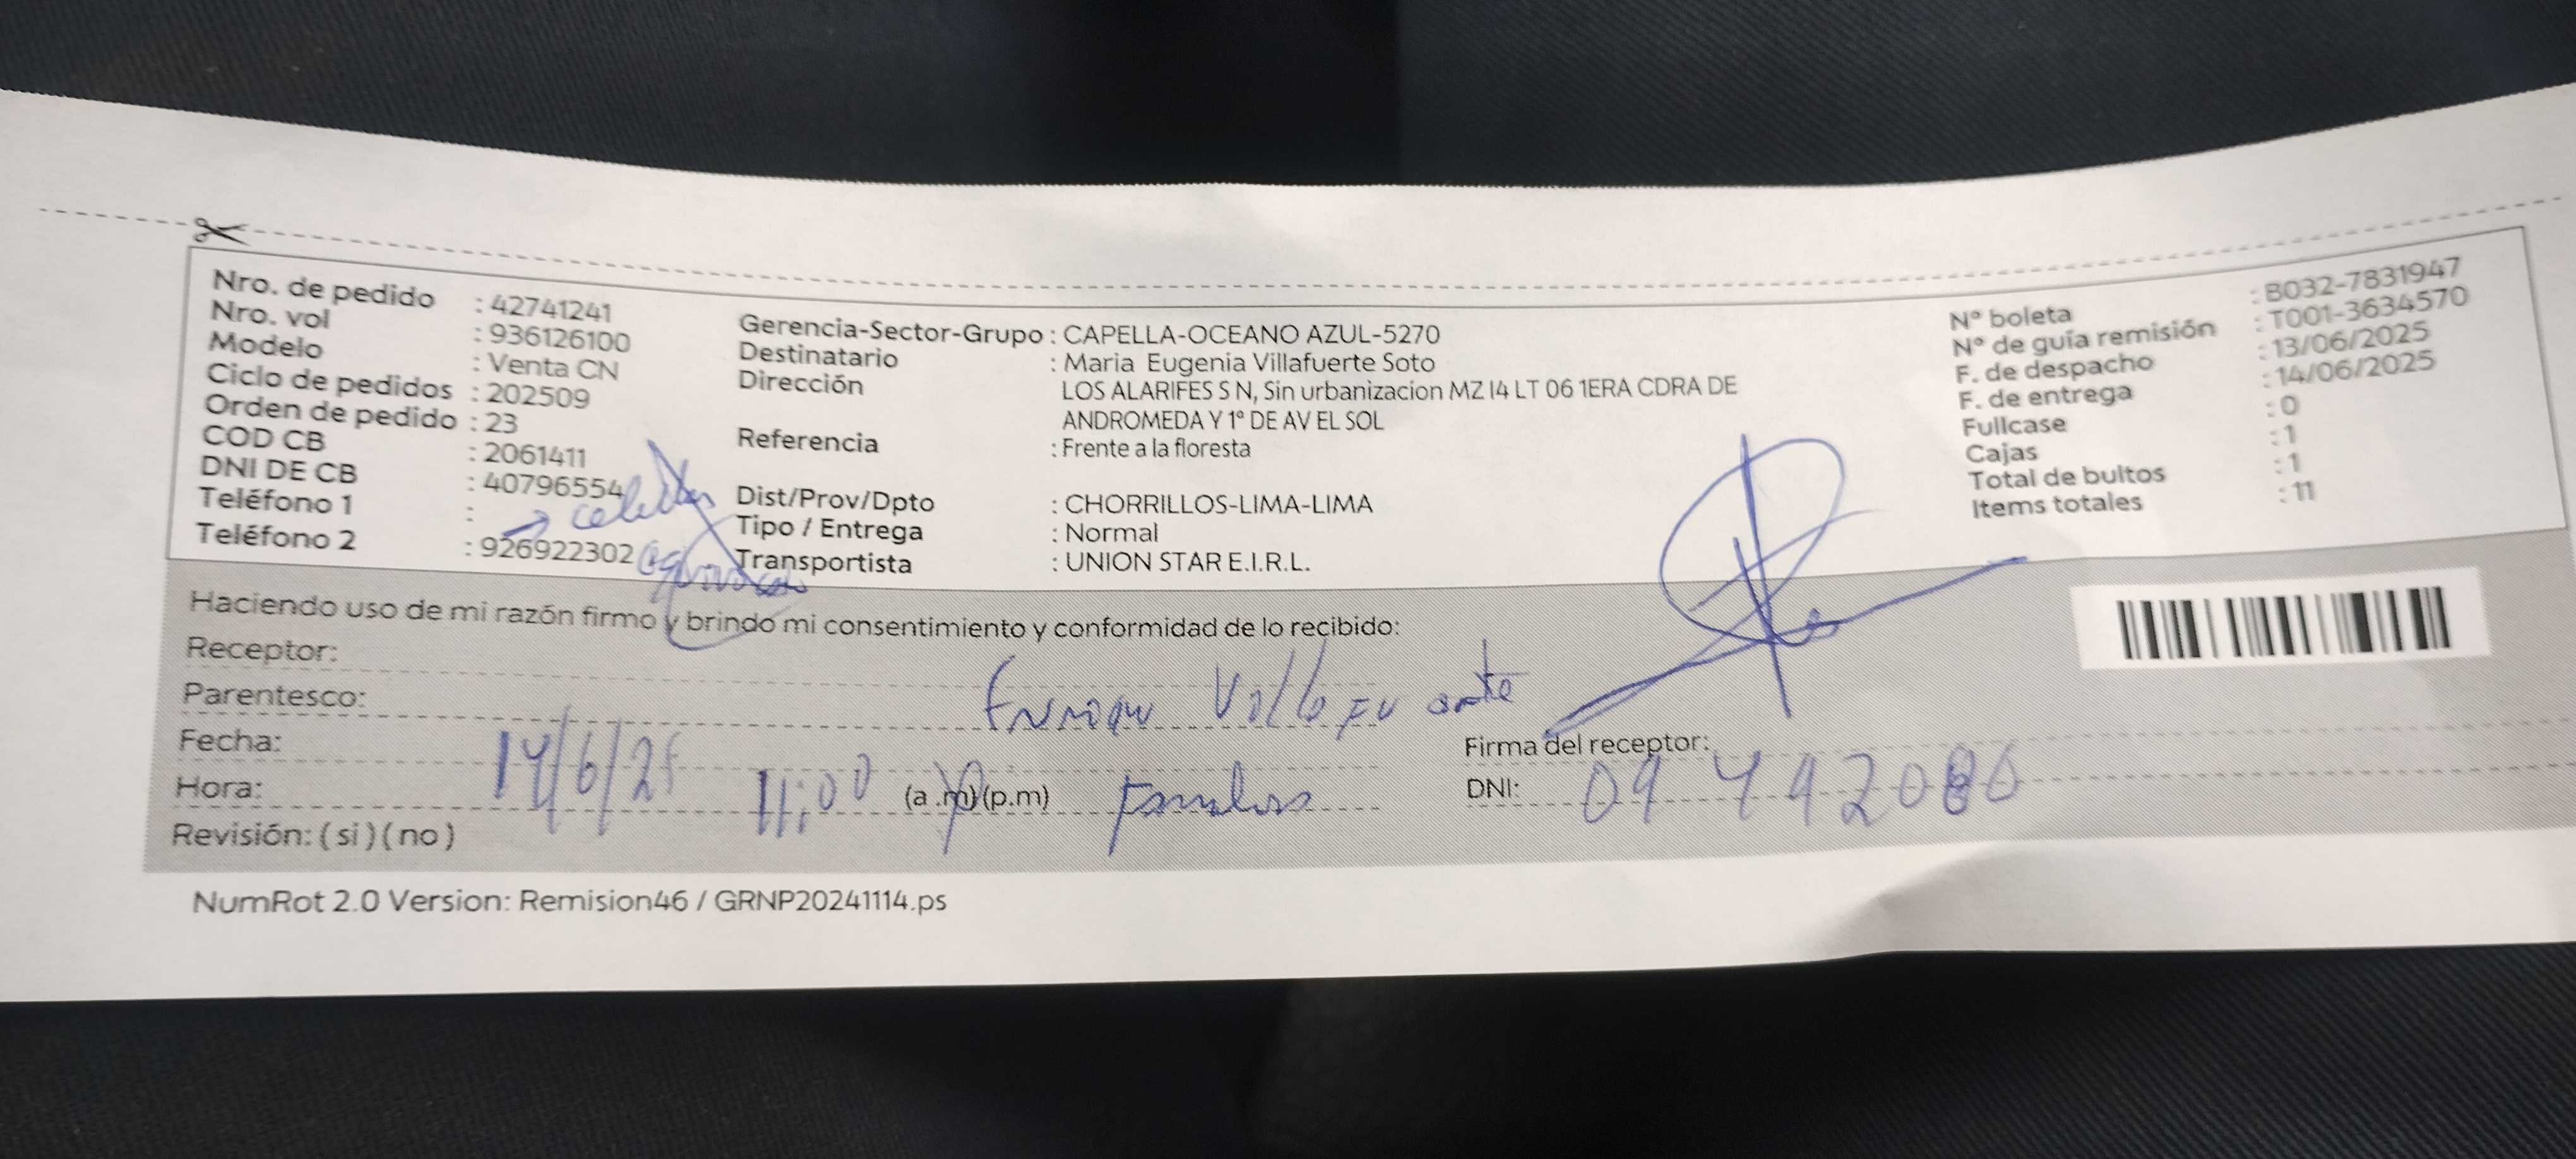 Nro. de pedido : 42741241
Nro. vol : 936126100
Modelo : Venta CN
Ciclo de pedidos : 202509
Orden de pedido : 23
COD CB : 2061411
DNI DE CB : 40796554
Teléfono 1 :
Teléfono 2 : 926922302
Gerencia-Sector-Grupo : CAPELLA-OCEANO AZUL-5270
Destinatario : Maria Eugenia Villafuerte Soto
Dirección : LOS ALARIFES S N, Sin urbanizacion MZ I4 LT 06 1ERA CDRA DE
ANDROMEDA Y 1º DE AV EL SOL
Referencia : Frente a la floresta
Dist/Prov/Dpto : CHORRILLOS-LIMA-LIMA
Tipo / Entrega : Normal
Transportista : UNION STAR E.I.R.L.
Nº boleta : B032-7831947
Nº de guía remisión : T001-3634570
F. de despacho : 13/06/2025
F. de entrega : 14/06/2025
Fullcase : 0
Cajas : 1
Total de bultos : 1
Items totales : 11
Haciendo uso de mi razón firmo y brindo mi consentimiento y conformidad de lo recibido:
Receptor:
Parentesco: Enrique
Fecha: 14/6/25
Firma del receptor:
Hora: 11:00 (a .m)(p.m)
DNI:
Revisión: ( si ) ( no )
NumRot 2.0 Version: Remision46 / GRNP20241114.ps